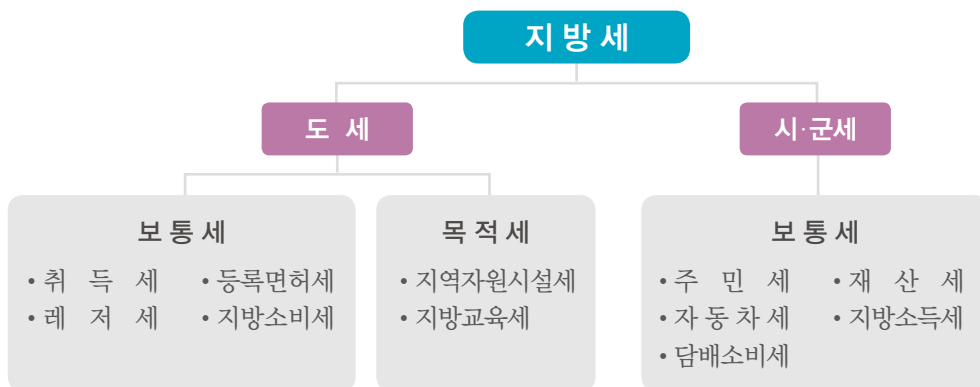 지 방 세
도 세
시·군세
보 통 세
• 취 득 세 • 등록면허세
• 레 저 세 • 지방소비세
목 적 세
• 지역자원시설세
• 지방교육세
보 통 세
• 주 민 세 • 재 산 세
• 자 동 차 세 • 지방소득세
• 담배소비세